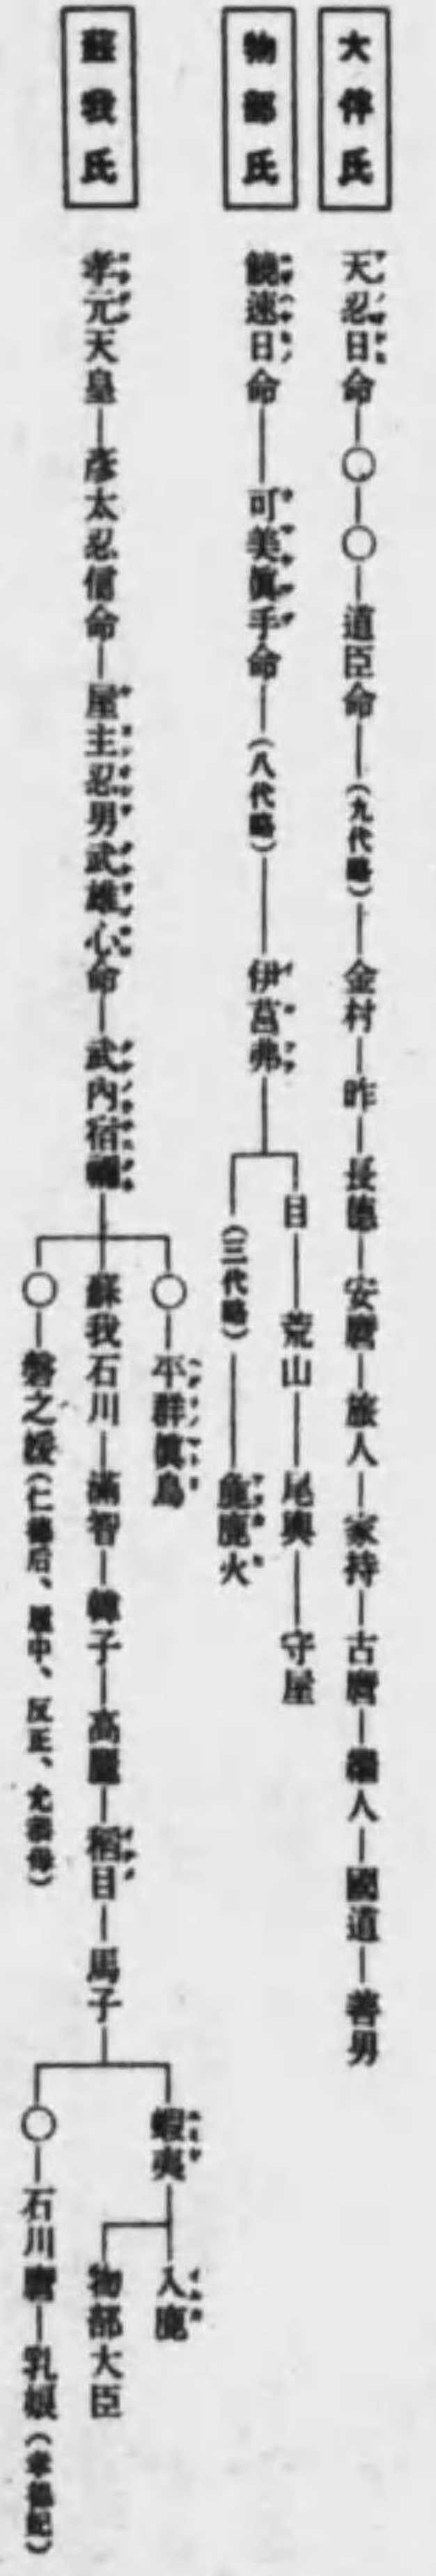 大伴氏
天忍日命―〇―〇―道臣命―(九代略)―金村―咋―長德―安麿―旅人―家持―古麿―繼人―國道―善男
物部氏
饒速日命―可美眞手命―(八代略)―伊莒弗
目―荒山―尾輿―守屋
(三代略)―麁鹿火
蘇我氏
孝元天皇―彦太忍信命―屋主忍男武雄心命―武內宿禰
〇―平群眞鳥
蘇我石川―滿智―韓子―高麗―稻目―馬子
〇―磐之媛(仁德后、履中、反正、允恭母)
蝦夷
入鹿
物部大臣
〇―石川麿―乳娘(孝德妃)